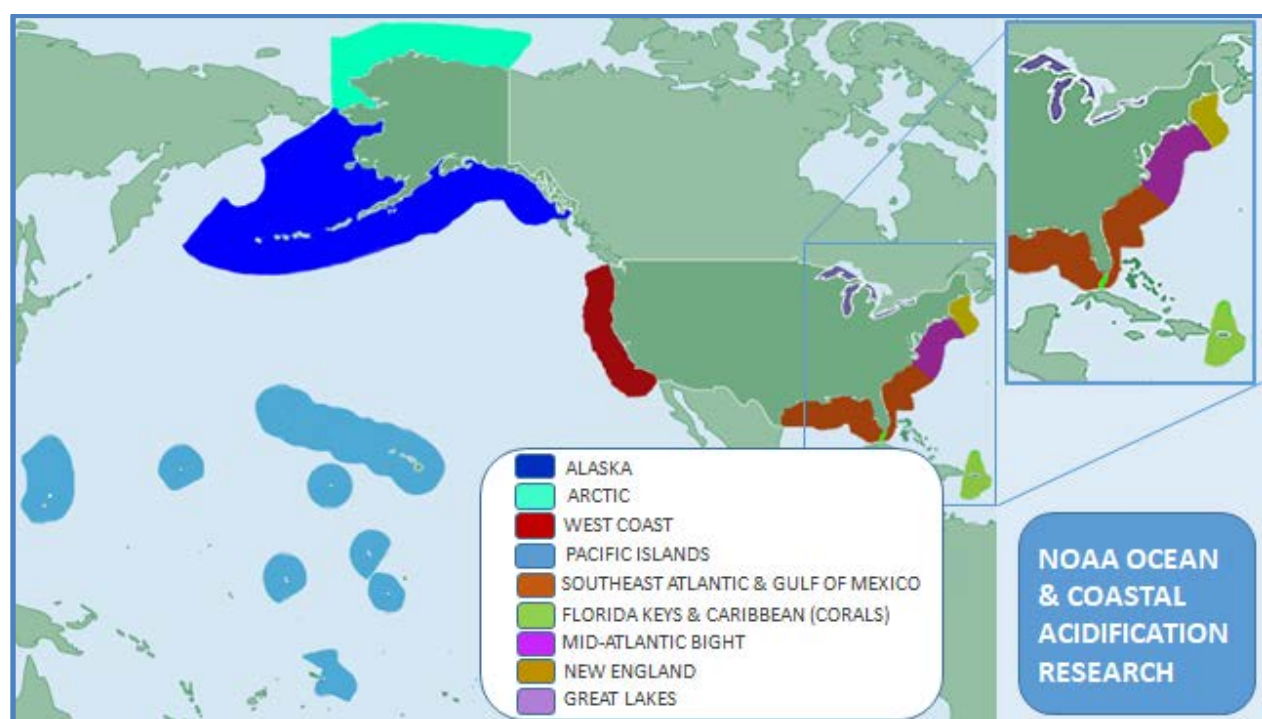 ALASKA
ARCTIC
WEST COAST
PACIFIC ISLANDS
SOUTHEAST ATLANTIC & GULF OF MEXICO
FLORIDA KEYS & CARIBBEAN (CORALS)
MID-ATLANTIC BIGHT
NEW ENGLAND
GREAT LAKES
NOAA OCEAN
& COASTAL
ACIDIFICATION
RESEARCH